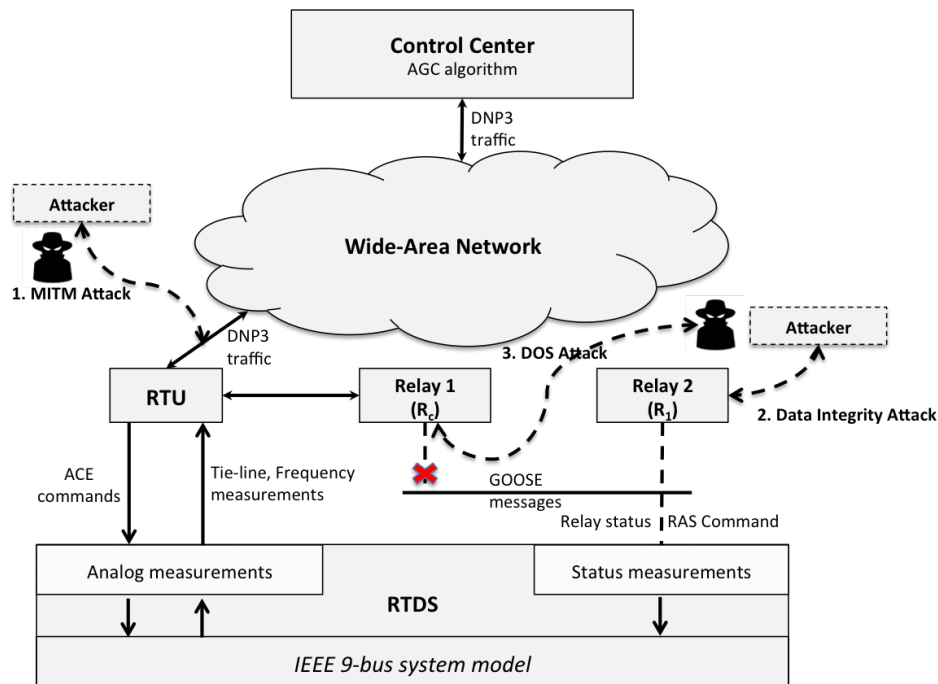 Control Center
AGC algorithm
DNP3
traffic
Attacker
Wide-Area Network
1. MITM Attack
Attacker
DNP3
traffic
3. DOS Attack
RTU
Relay 1
(Rc)
Relay 2
(R1)
2. Data Integrity Attack
ACE
commands
Tie-line, Frequency
measurements
GOOSE
messages
Relay status
RAS Command
Analog measurements
Status measurements
RTDS
IEEE 9-bus system model